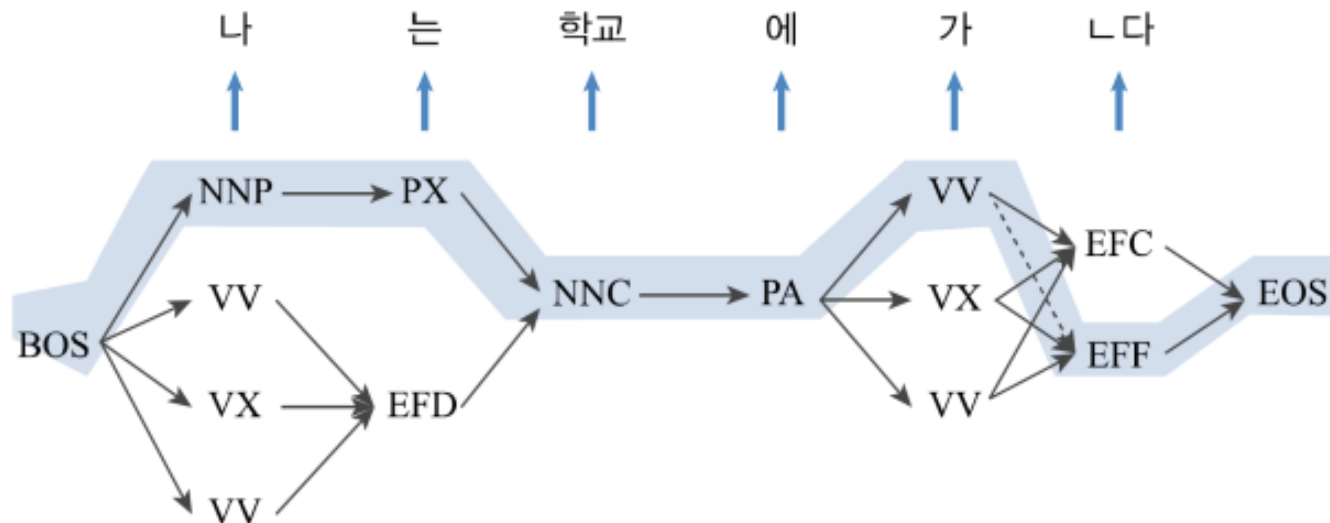 나 는 학교 에 가 ㄴ다
NNP PX VV
EFC
VV NNC PA VX EOS
BOS
EFF
VX EFD VV
VV